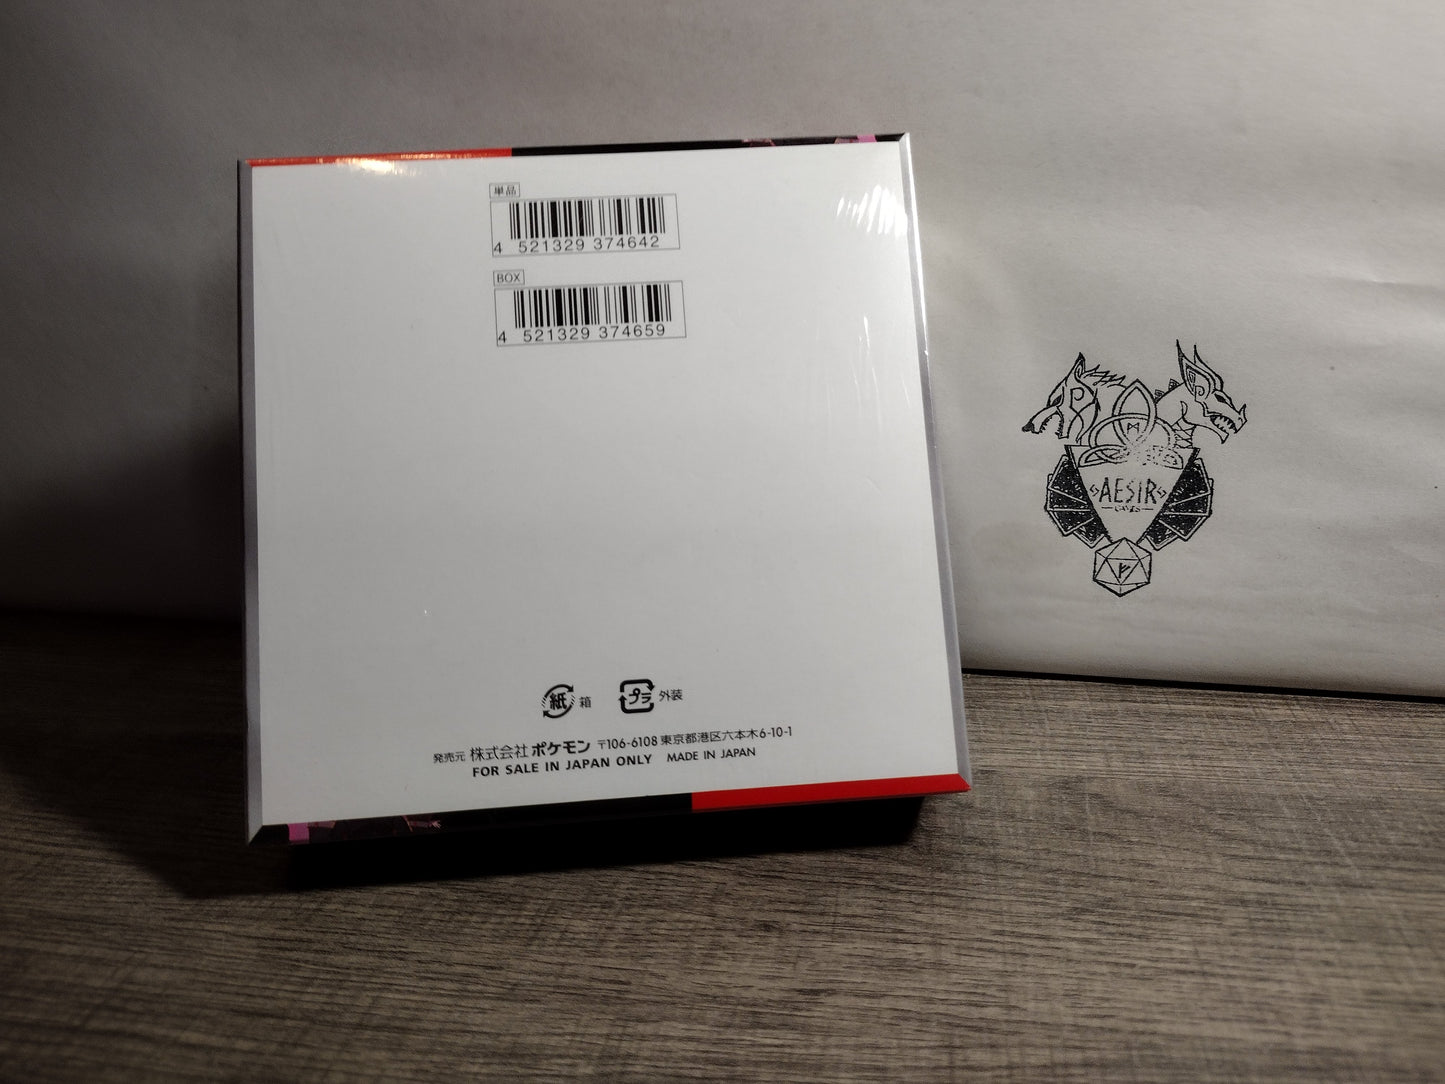 単品
4 521329 374642
BOX
4 521329 374659
紙 箱 プラ 外装
発売元 株式会社ポケモン 〒106-6108 東京都港区六本木6-10-1
FOR SALE IN JAPAN ONLY MADE IN JAPAN
AESIR
GAMES